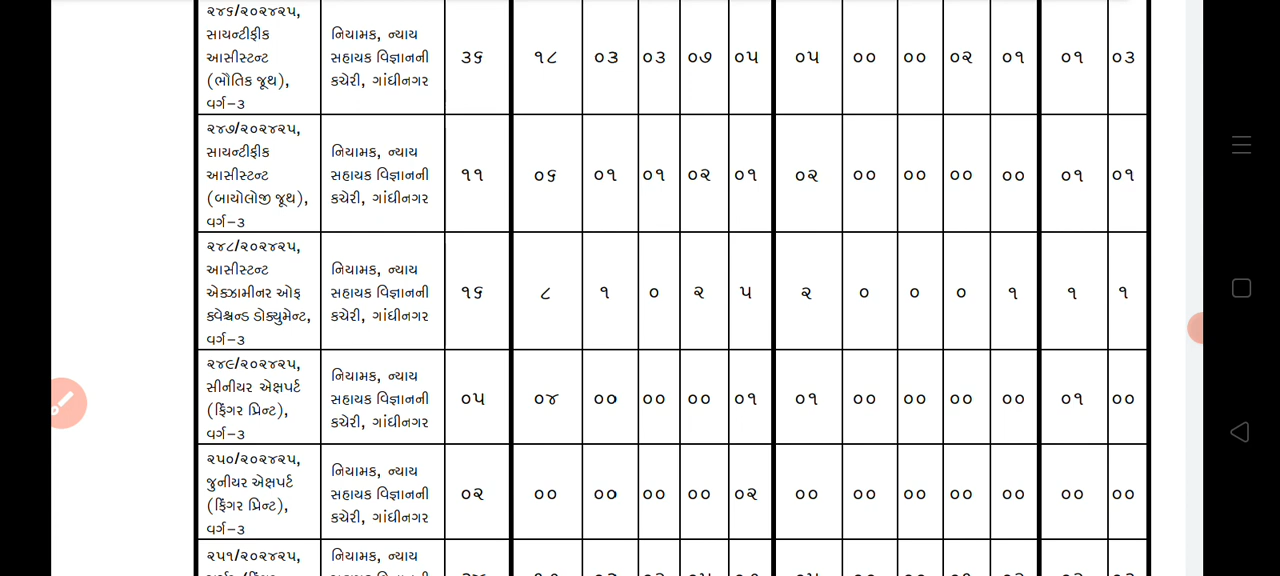 ૨૪૬/૨૦૨૪૨૫,
સાયન્ટીફીક
આસીસ્ટન્ટ
(ભૌતિક જૂથ),
વર્ગ-૩
નિયામક, ન્યાય
સહાયક વિજ્ઞાનની
કચેરી, ગાંધીનગર
૩૬ ૧૮ ૦૩ ૦૩ ૦૭ ૦૫ ૦૫ ૦૦ ૦૦ ૦૨ ૦૧ ૦૧ ૦૩
૨૪૭/૨૦૨૪૨૫,
સાયન્ટીફીક
આસીસ્ટન્ટ
(બાયોલોજી જૂથ),
વર્ગ-૩
નિયામક, ન્યાય
સહાયક વિજ્ઞાનની
કચેરી, ગાંધીનગર
૧૧ ૦૬ ૦૧ ૦૧ ૦૨ ૦૧ ૦૨ ૦૦ ૦૦ ૦૦ ૦૦ ૦૧ ૦૧
૨૪૮/૨૦૨૪૨૫,
આસીસ્ટન્ટ
એક્ઝામીનર ઓફ
ક્વેશ્ચન્ડ ડોક્યુમેન્ટ,
વર્ગ-૩
નિયામક, ન્યાય
સહાયક વિજ્ઞાનની
કચેરી, ગાંધીનગર
૧૬ ૮ ૧ ૦ ૨ ૫ ૨ ૦ ૦ ૦ ૧ ૧ ૧
૨૪૯/૨૦૨૪૨૫,
સીનીયર એક્ષપર્ટ
(ફિંગર પ્રિન્ટ),
વર્ગ-૩
નિયામક, ન્યાય
સહાયક વિજ્ઞાનની
કચેરી, ગાંધીનગર
૦૫ ૦૪ ૦૦ ૦૦ ૦૦ ૦૧ ૦૧ ૦૦ ૦૦ ૦૦ ૦૦ ૦૧ ૦૦
૨૫૦/૨૦૨૪૨૫,
જુનીયર એક્ષપર્ટ
(ફિંગર પ્રિન્ટ),
વર્ગ-૩
નિયામક, ન્યાય
સહાયક વિજ્ઞાનની
કચેરી, ગાંધીનગર
૦૨ ૦૦ ૦૦ ૦૦ ૦૦ ૦૨ ૦૦ ૦૦ ૦૦ ૦૦ ૦૦ ૦૦ ૦૦
૨૫૧/૨૦૨૪૨૫,
નિયામક, ન્યાય